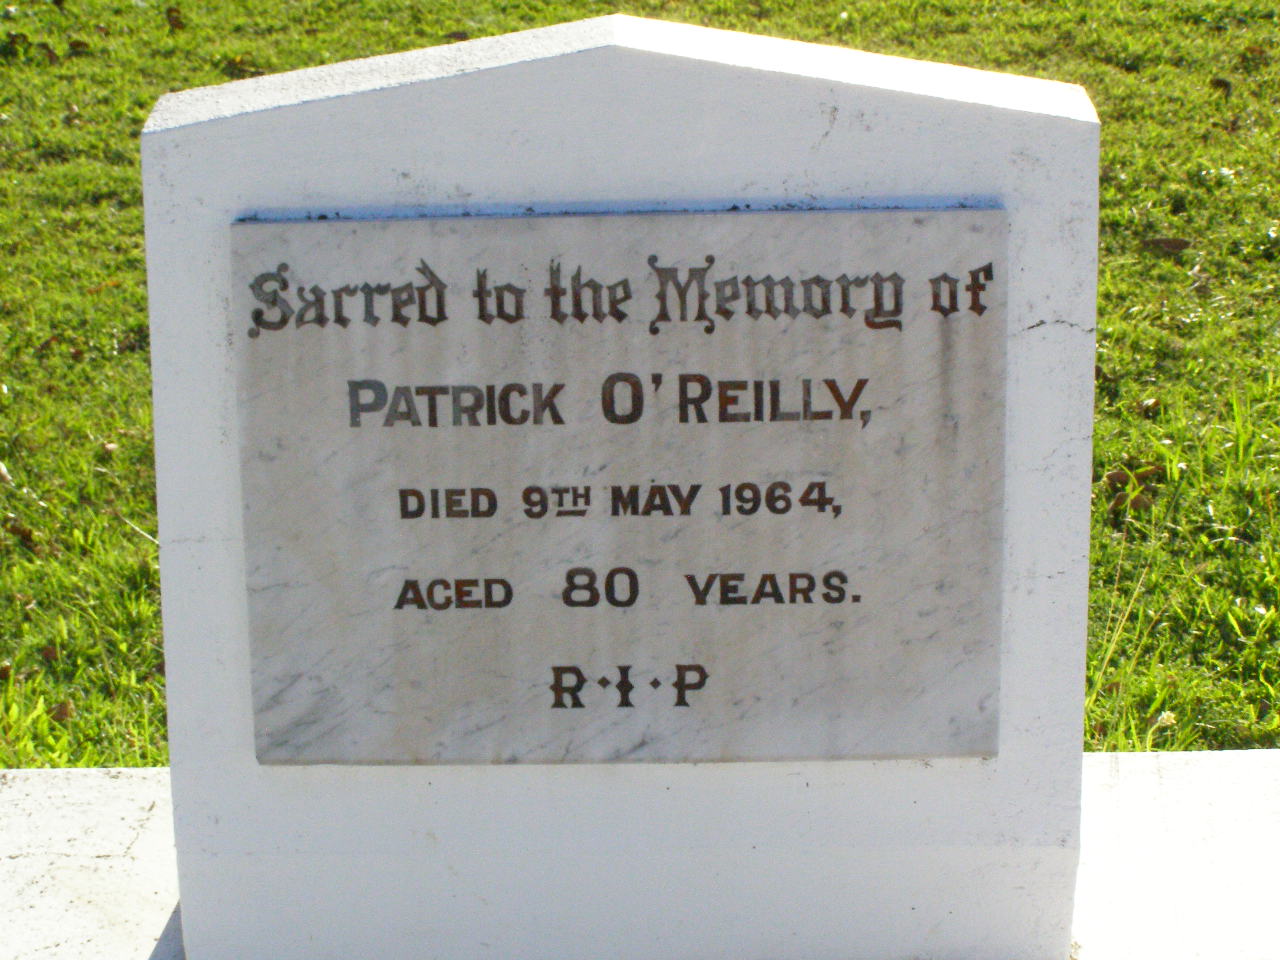 Sacred to the Memory of
PATRICK O'REILLY,
DIED 9TH MAY 1964,
AGED 80 YEARS.
R·I·P